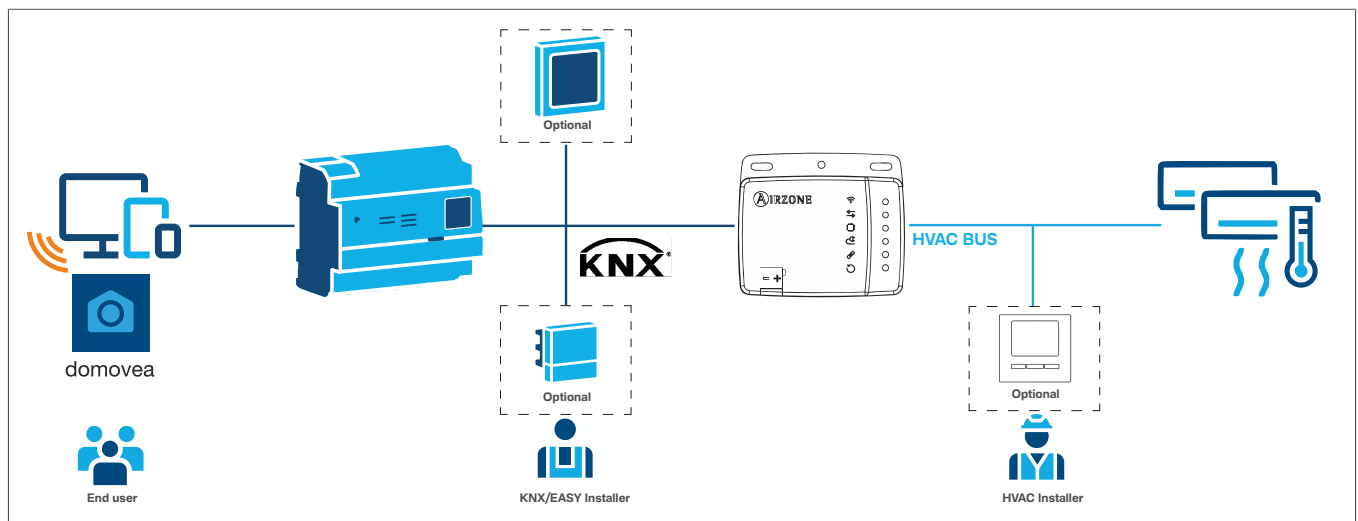 Optional
AIRZONE
HVAC BUS
KNX®
domovea
Optional
Optional
End user
KNX/EASY Installer
HVAC Installer